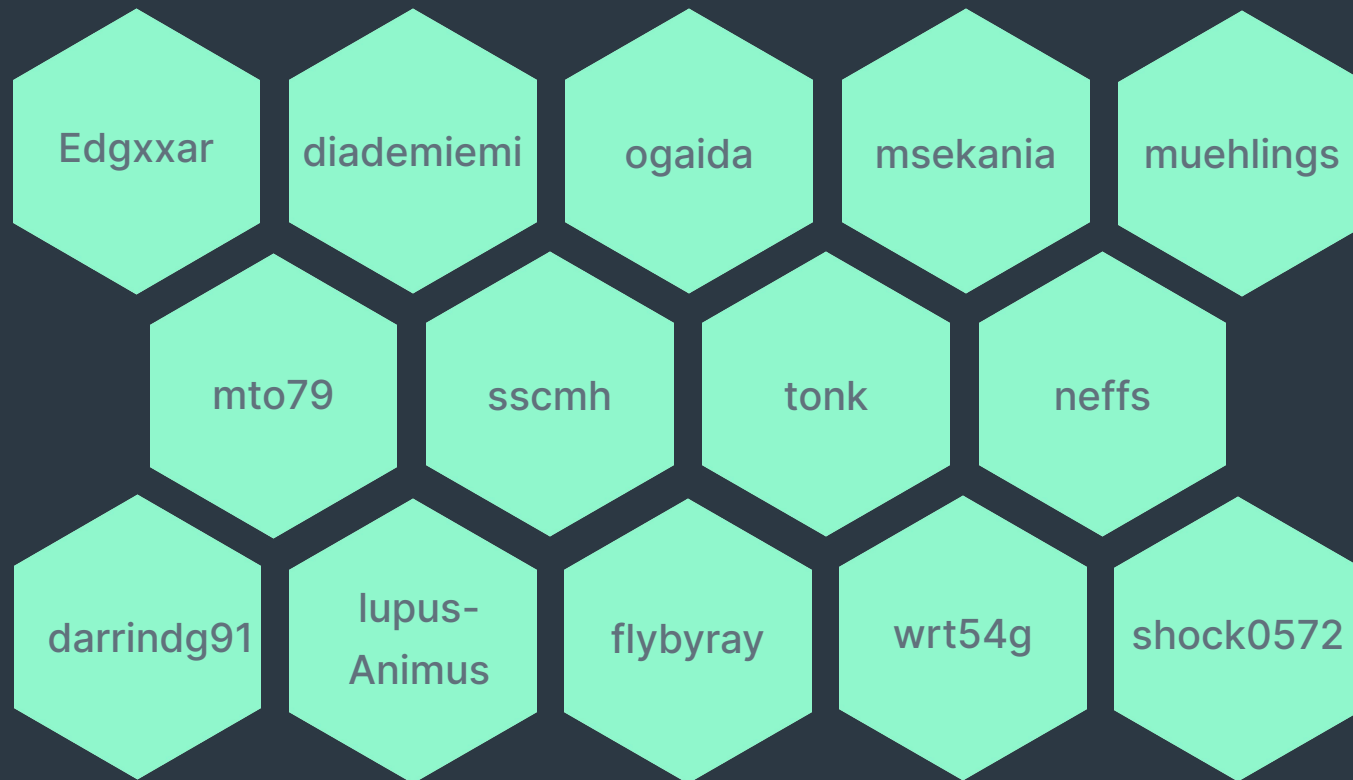 Edgxxar
diademiemi
ogaida
msekania
muehlings
mto79
sscmh
tonk
neffs
darrindg91
lupus-
Animus
flybyray
wrt54g
shock0572